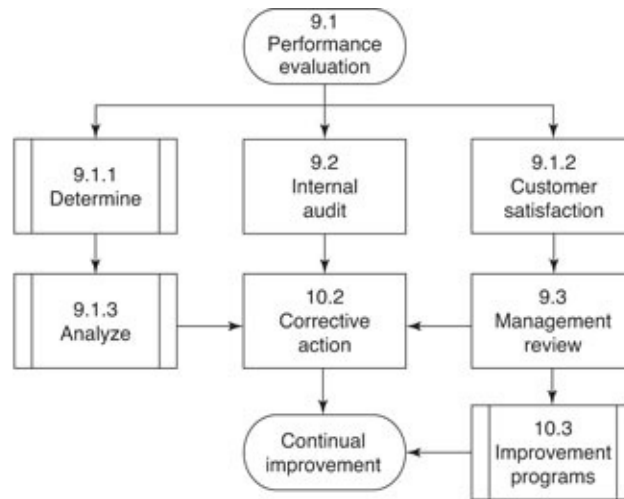 9.1
Performance
evaluation
9.1.1
Determine
9.2
Internal
audit
9.1.2
Customer
satisfaction
9.1.3
Analyze
10.2
Corrective
action
9.3
Management
review
Continual
improvement
10.3
Improvement
programs